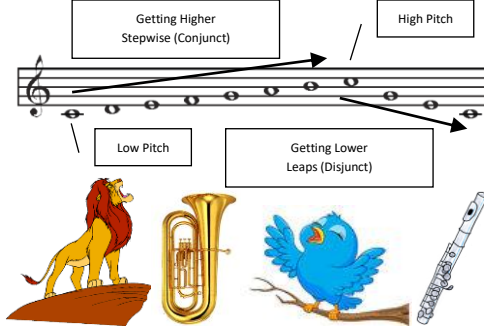 Getting Higher
Stepwise (Conjunct)
High Pitch
Low Pitch
Getting Lower
Leaps (Disjunct)